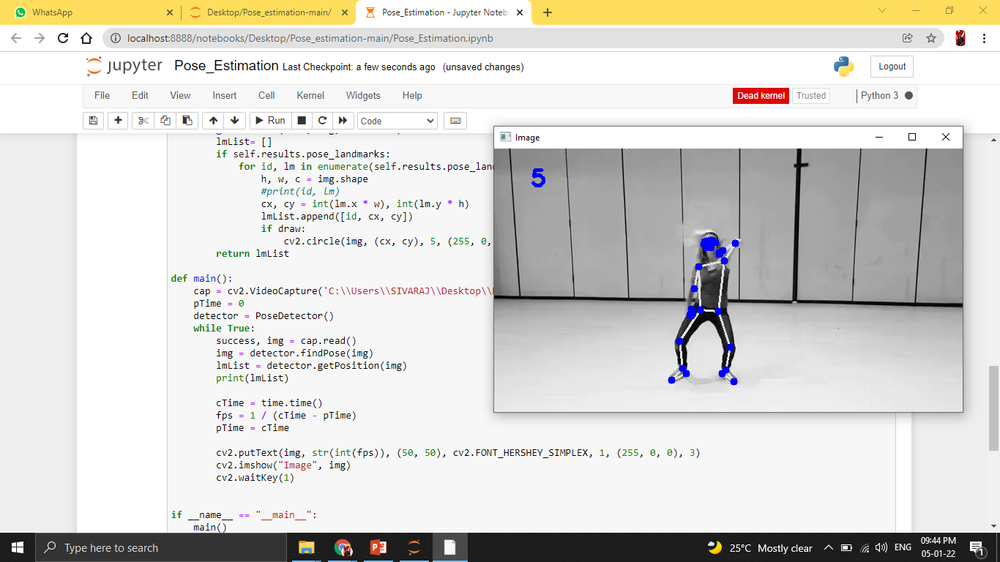 WhatsApp
Desktop/Pose_estimation-main/
Pose_Estimation - Jupyter Notebo
localhost:8888/notebooks/Desktop/Pose_estimation-main/Pose_Estimation.ipynb
jupyter Pose_Estimation Last Checkpoint: a few seconds ago (unsaved changes)
Logout
File Edit View Insert Cell Kernel Widgets Help
Dead kernel Trusted Python 3
Run Code
lmList= []
if self.results.pose_landmarks:
for id, lm in enumerate(self.results.pose_lan
h, w, c = img.shape
#print(id, lm)
cx, cy = int(lm.x * w), int(lm.y * h)
lmList.append([id, cx, cy])
if draw:
cv2.circle(img, (cx, cy), 5, (255, 0,
return lmList
def main():
cap = cv2.VideoCapture('C:\\Users\\SIVARAJ\\Desktop\\
pTime = 0
detector = PoseDetector()
while True:
success, img = cap.read()
img = detector.findPose(img)
lmList = detector.getPosition(img)
print(lmList)
cTime = time.time()
fps = 1 / (cTime - pTime)
pTime = cTime
cv2.putText(img, str(int(fps)), (50, 50), cv2.FONT_HERSHEY_SIMPLEX, 1, (255, 0, 0), 3)
cv2.imshow("Image", img)
cv2.waitKey(1)
if __name__ == "__main__":
main()
Image
5
Type here to search
25°C Mostly clear
ENG
09:44 PM
05-01-22
1